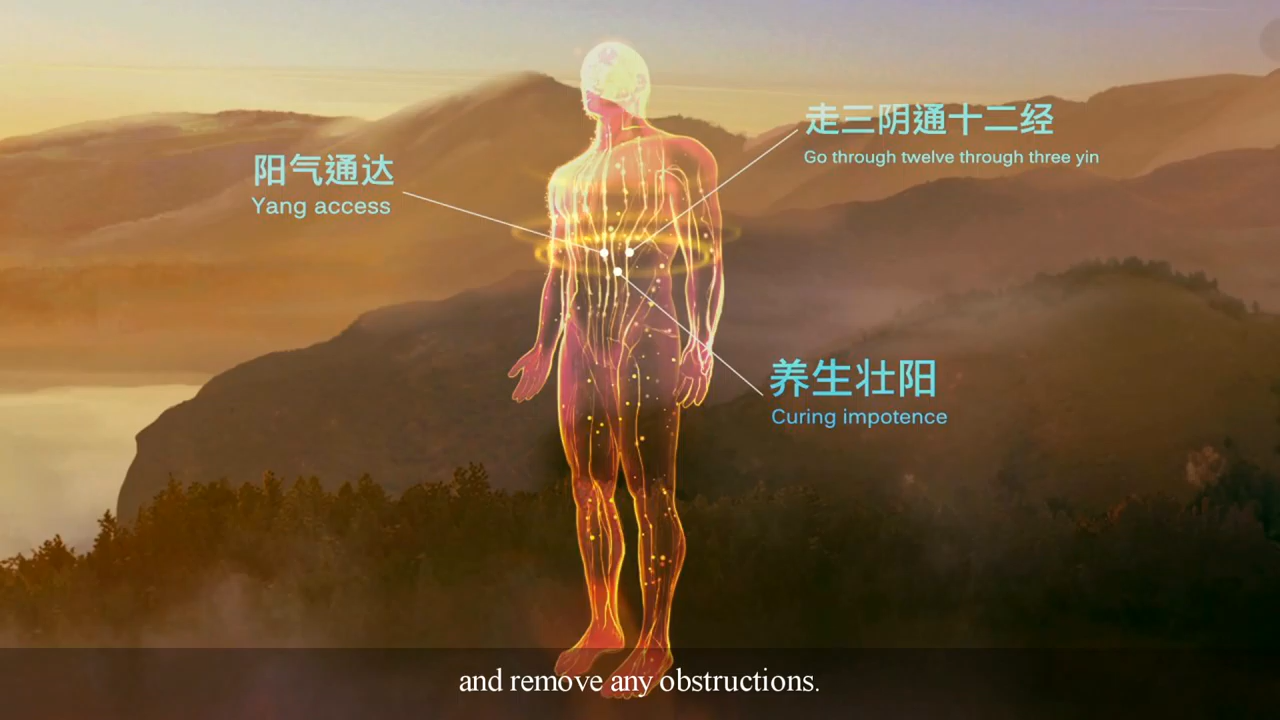 走三阴通十二经
Go through twelve through three yin
阳气通达
Yang access
养生壮阳
Curing impotence
and remove any obstructions.